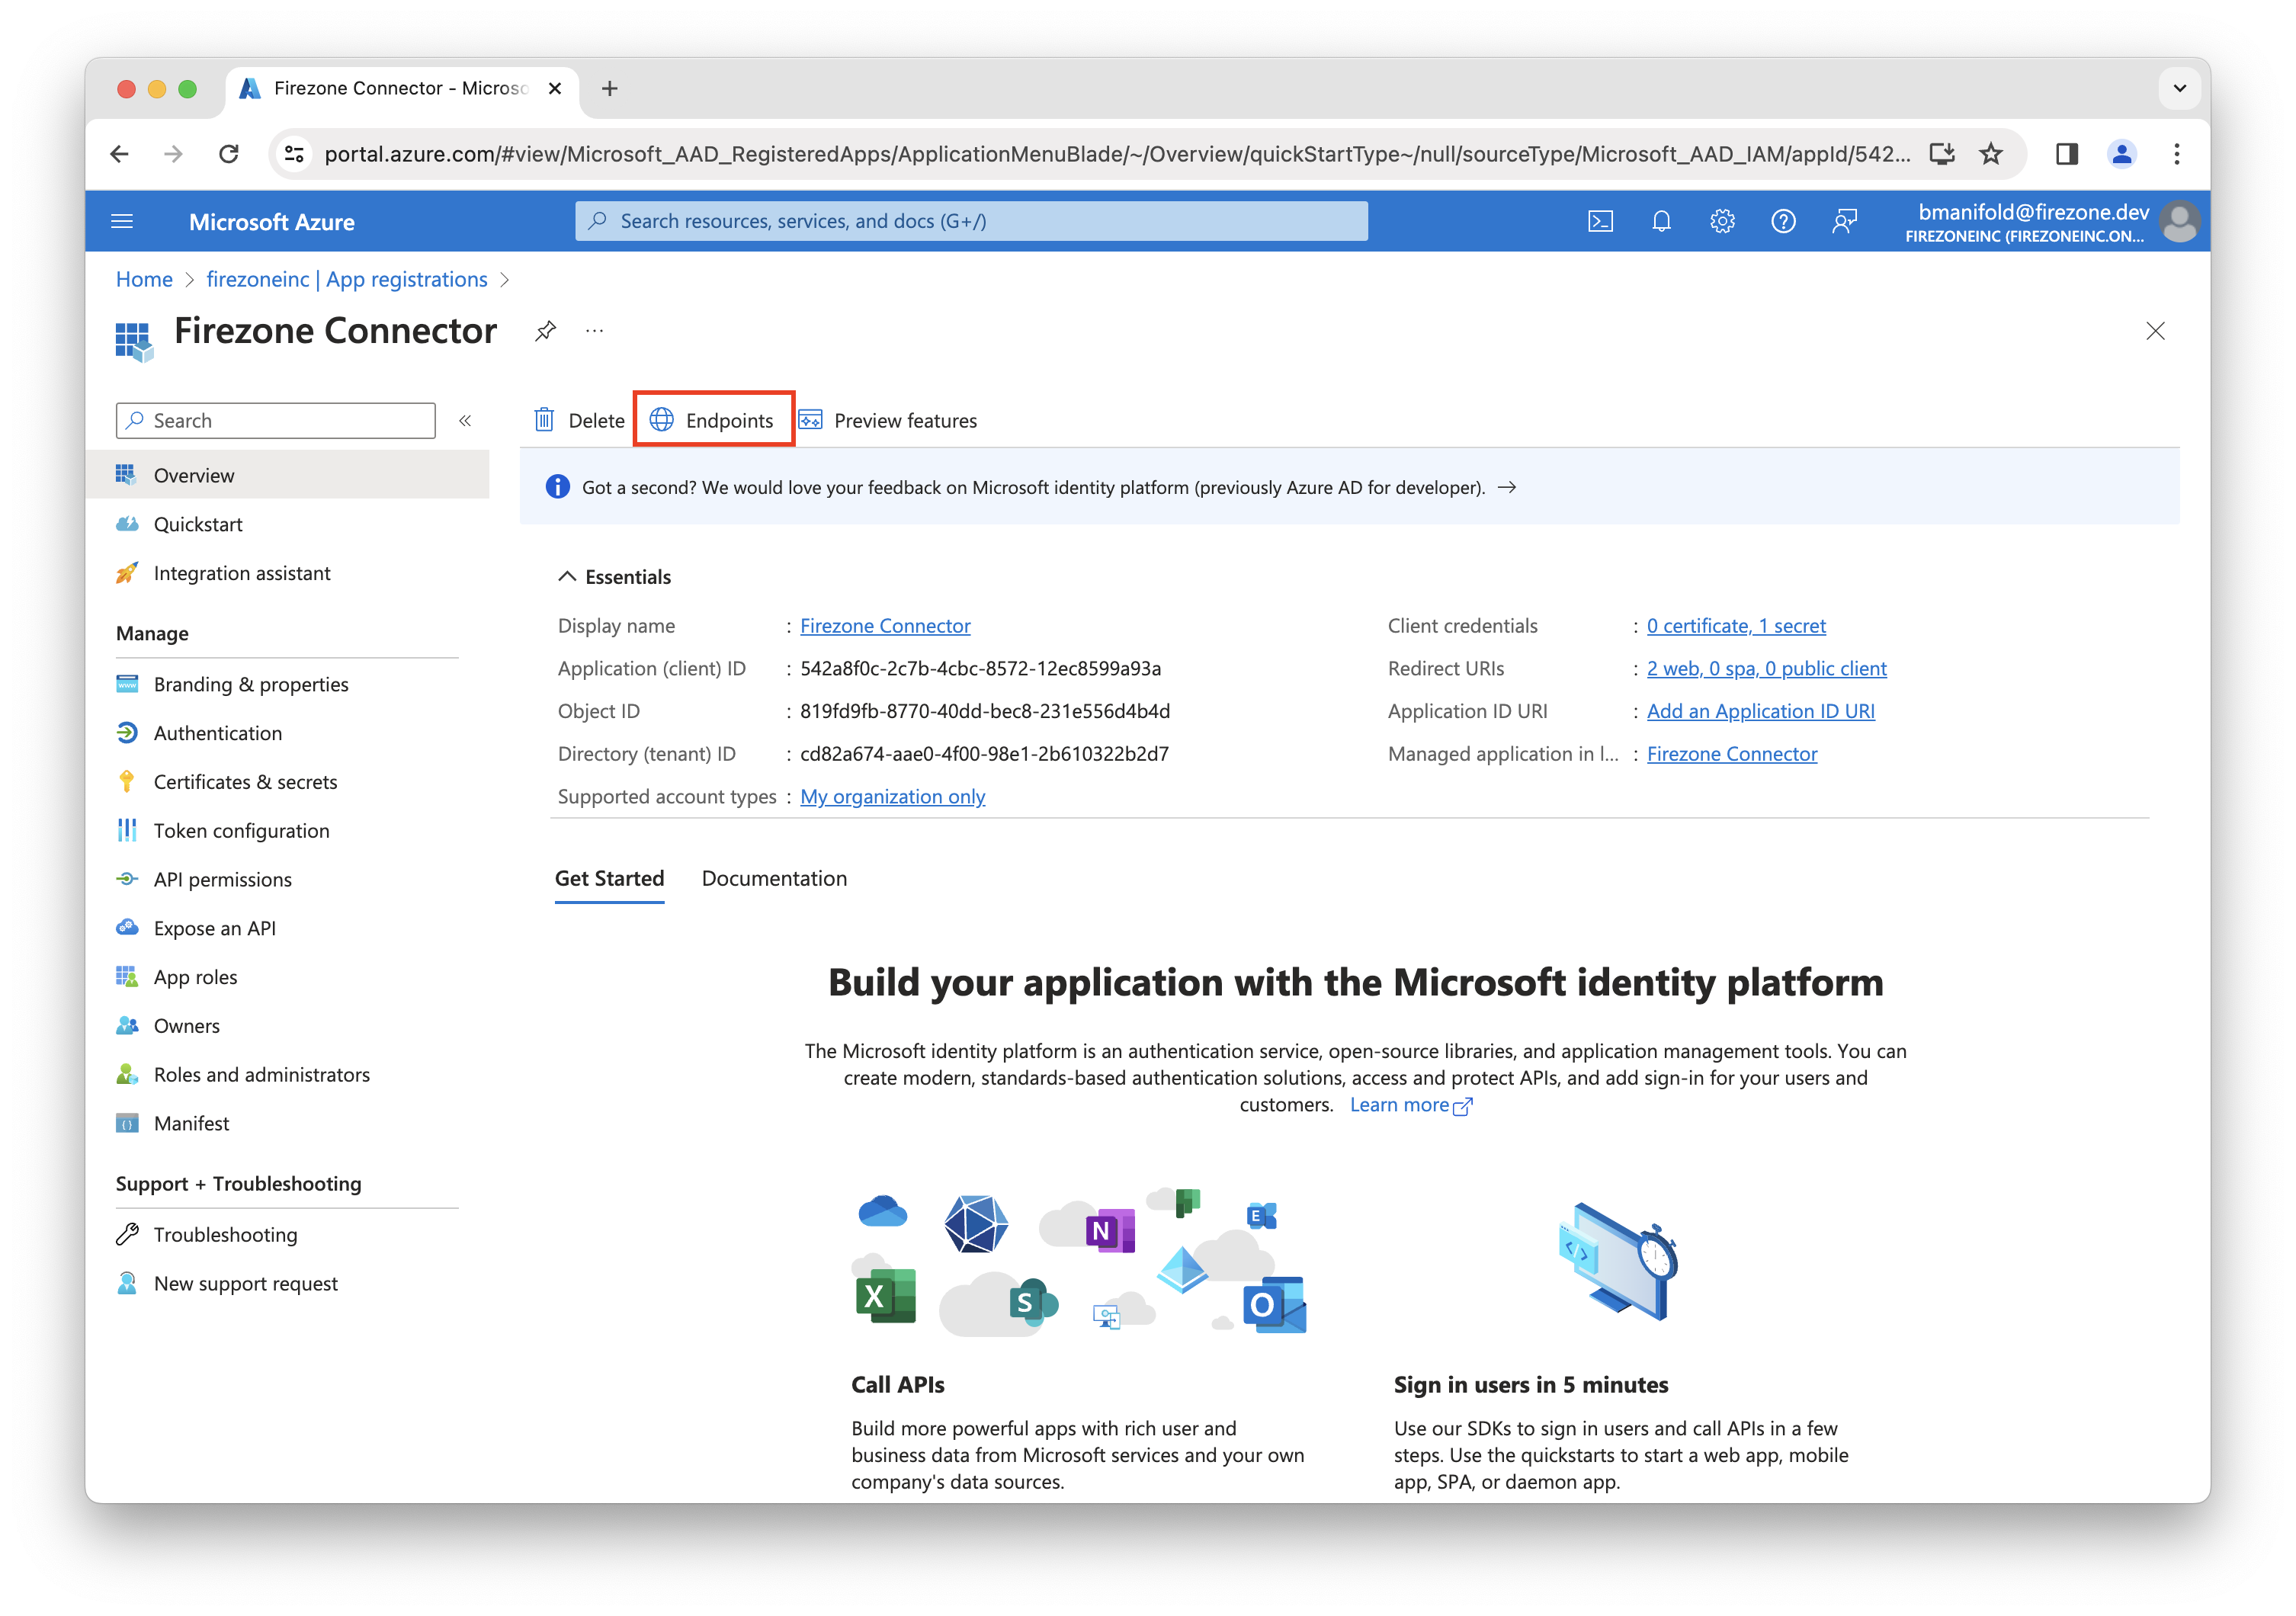 Firezone Connector - Micros
portal.azure.com/#view/Microsoft_AAD_RegisteredApps/ApplicationMenuBlade/~/Overview/quickStartType~/null/sourceType/Microsoft_AAD_IAM/appId/542...
Microsoft Azure
Search resources, services, and docs (G+/)
bmanifold@firezone.dev
FIREZONEINC (FIREZONEINC.ON...
Home > firezoneinc | App registrations >
Firezone Connector
...
Search
«
Delete
Endpoints
Preview features
Got a second? We would love your feedback on Microsoft identity platform (previously Azure AD for developer). →
Overview
Quickstart
Integration assistant
Manage
Branding & properties
Authentication
Certificates & secrets
Token configuration
API permissions
Expose an API
App roles
Owners
Roles and administrators
Manifest
Support + Troubleshooting
Troubleshooting
New support request
Essentials
Display name : Firezone Connector
Application (client) ID : 542a8f0c-2c7b-4cbc-8572-12ec8599a93a
Object ID : 819fd9fb-8770-40dd-bec8-231e556d4b4d
Directory (tenant) ID : cd82a674-aae0-4f00-98e1-2b610322b2d7
Supported account types : My organization only
Client credentials : 0 certificate, 1 secret
Redirect URIs : 2 web, 0 spa, 0 public client
Application ID URI : Add an Application ID URI
Managed application in l... : Firezone Connector
Get Started
Documentation
Build your application with the Microsoft identity platform
The Microsoft identity platform is an authentication service, open-source libraries, and application management tools. You can
create modern, standards-based authentication solutions, access and protect APIs, and add sign-in for your users and
customers. Learn more
N
E
X
S
O
Call APIs
Build more powerful apps with rich user and
business data from Microsoft services and your own
company's data sources.
Sign in users in 5 minutes
Use our SDKs to sign in users and call APIs in a few
steps. Use the quickstarts to start a web app, mobile
app, SPA, or daemon app.